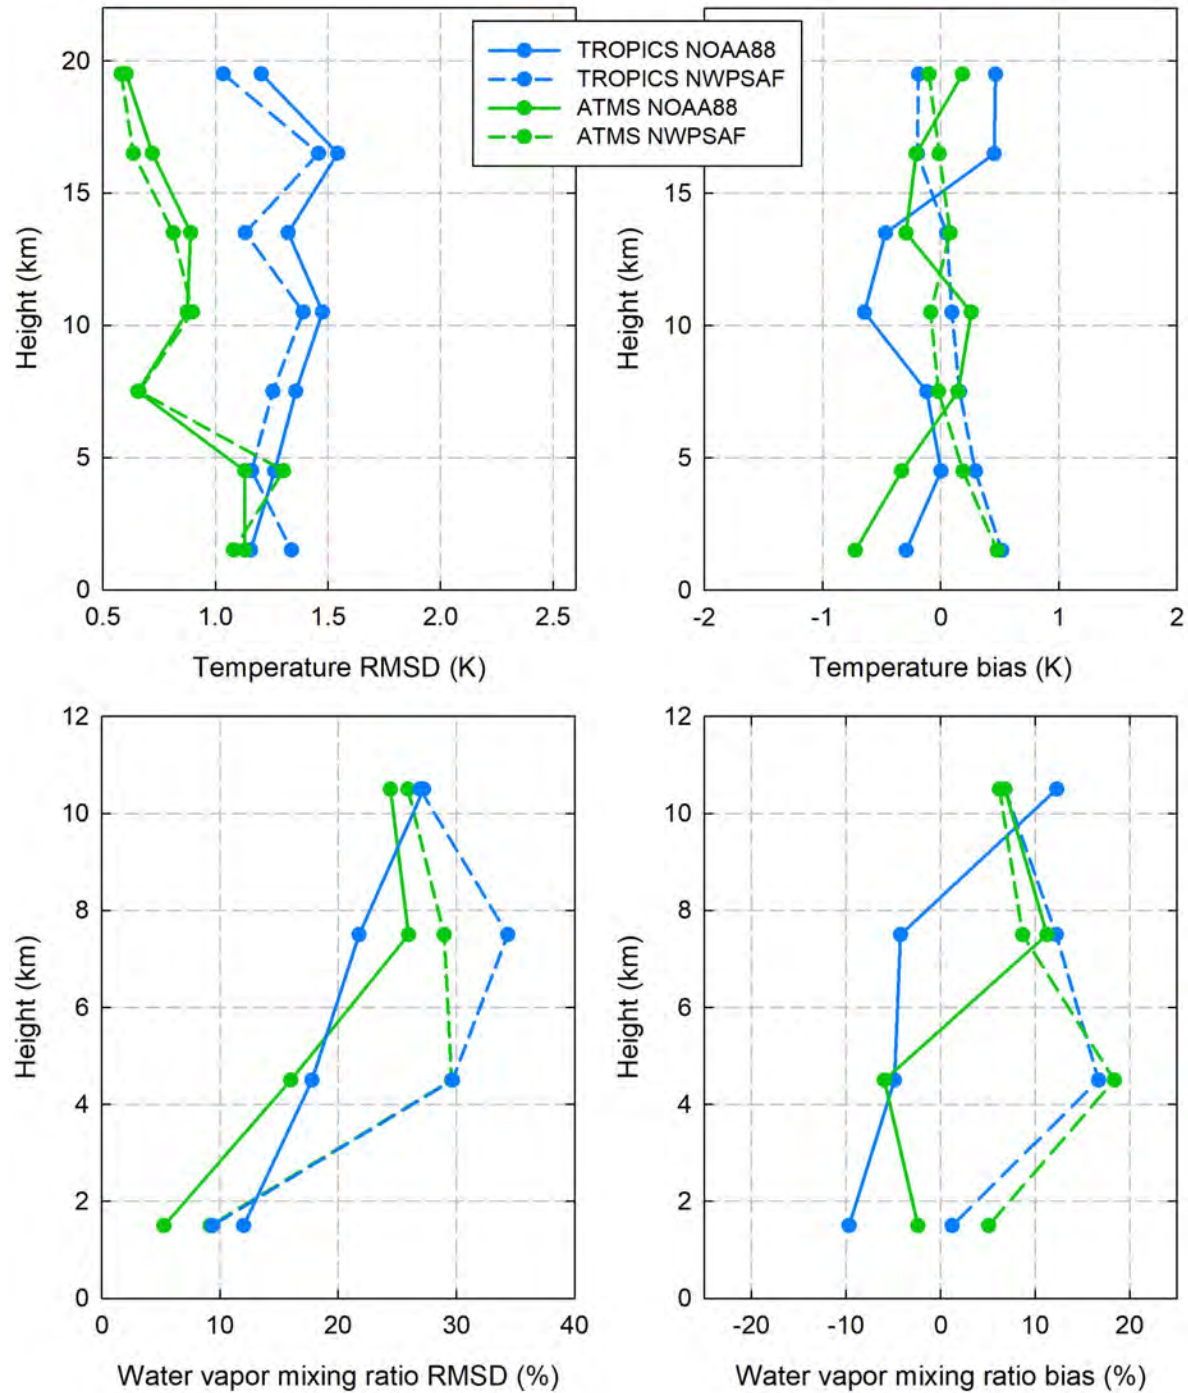 TROPICS NOAA88
TROPICS NWPSAF
ATMS NOAA88
ATMS NWPSAF
20
15
10
5
0
Height (km)
0.5 1.0 1.5 2.0 2.5
Temperature RMSD (K)
20
15
10
5
0
Height (km)
-2 -1 0 1 2
Temperature bias (K)
12
10
8
6
4
2
0
Height (km)
0 10 20 30 40
Water vapor mixing ratio RMSD (%)
12
10
8
6
4
2
0
Height (km)
-20 -10 0 10 20
Water vapor mixing ratio bias (%)